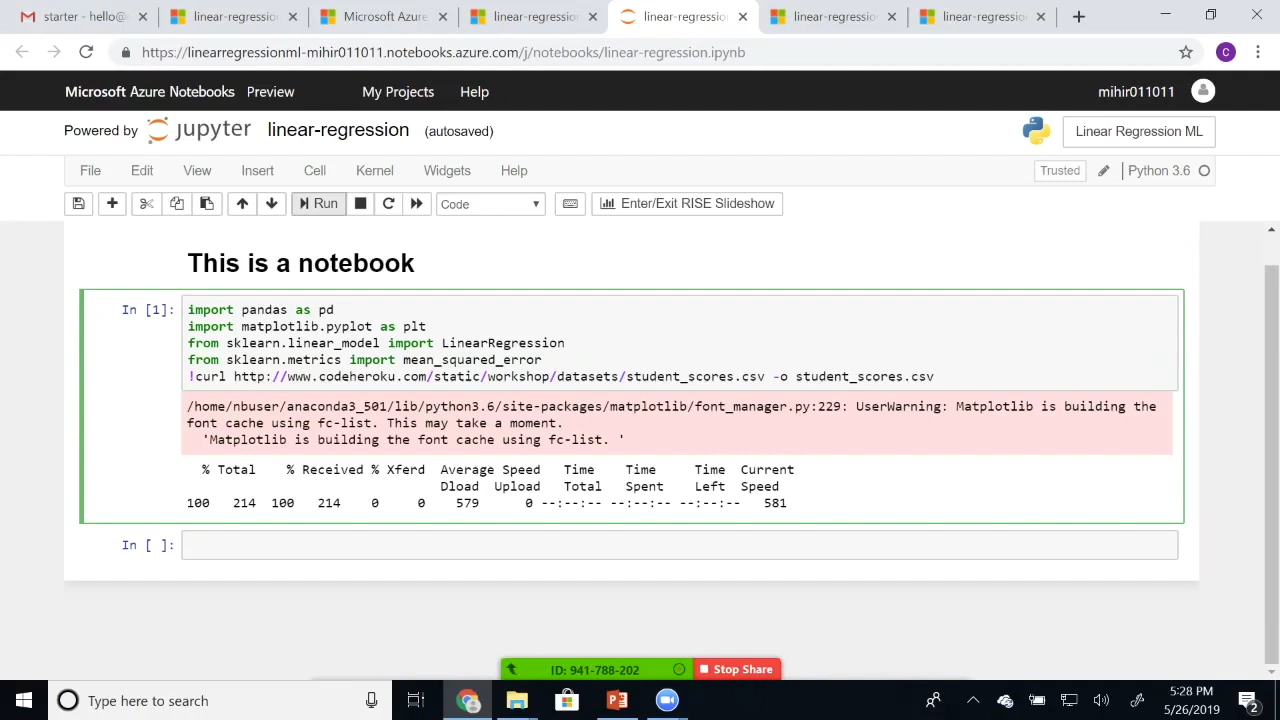 starter - hello@
linear-regression
Microsoft Azure
linear-regression
linear-regression
linear-regression
linear-regression
https://linearregressionml-mihir011011.notebooks.azure.com/j/notebooks/linear-regression.ipynb
C
Microsoft Azure Notebooks Preview My Projects Help mihir011011
Powered by jupyter linear-regression (autosaved) Linear Regression ML
File Edit View Insert Cell Kernel Widgets Help Trusted Python 3.6
Run Code Enter/Exit RISE Slideshow
This is a notebook
In [1]: import pandas as pd
import matplotlib.pyplot as plt
from sklearn.linear_model import LinearRegression
from sklearn.metrics import mean_squared_error
!curl http://www.codeheroku.com/static/workshop/datasets/student_scores.csv -o student_scores.csv
/home/nbuser/anaconda3_501/lib/python3.6/site-packages/matplotlib/font_manager.py:229: UserWarning: Matplotlib is building the
font cache using fc-list. This may take a moment.
'Matplotlib is building the font cache using fc-list. '
% Total % Received % Xferd Average Speed Time Time Time Current
Dload Upload Total Spent Left Speed
100 214 100 214 0 0 579 0 --:--:-- --:--:-- --:--:-- 581
In [ ]:
ID: 941-788-202 Stop Share
Type here to search
5:28 PM
5/26/2019
2